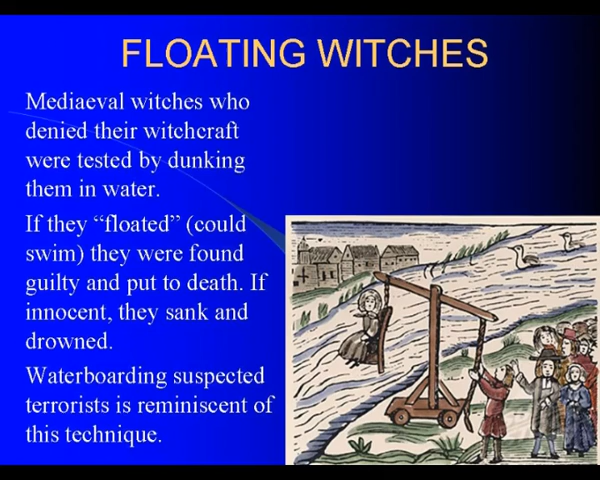 FLOATING WITCHES
Mediaeval witches who
denied their witchcraft
were tested by dunking
them in water.
If they “floated” (could
swim) they were found
guilty and put to death. If
innocent, they sank and
drowned.
Waterboarding suspected
terrorists is reminiscent of
this technique.